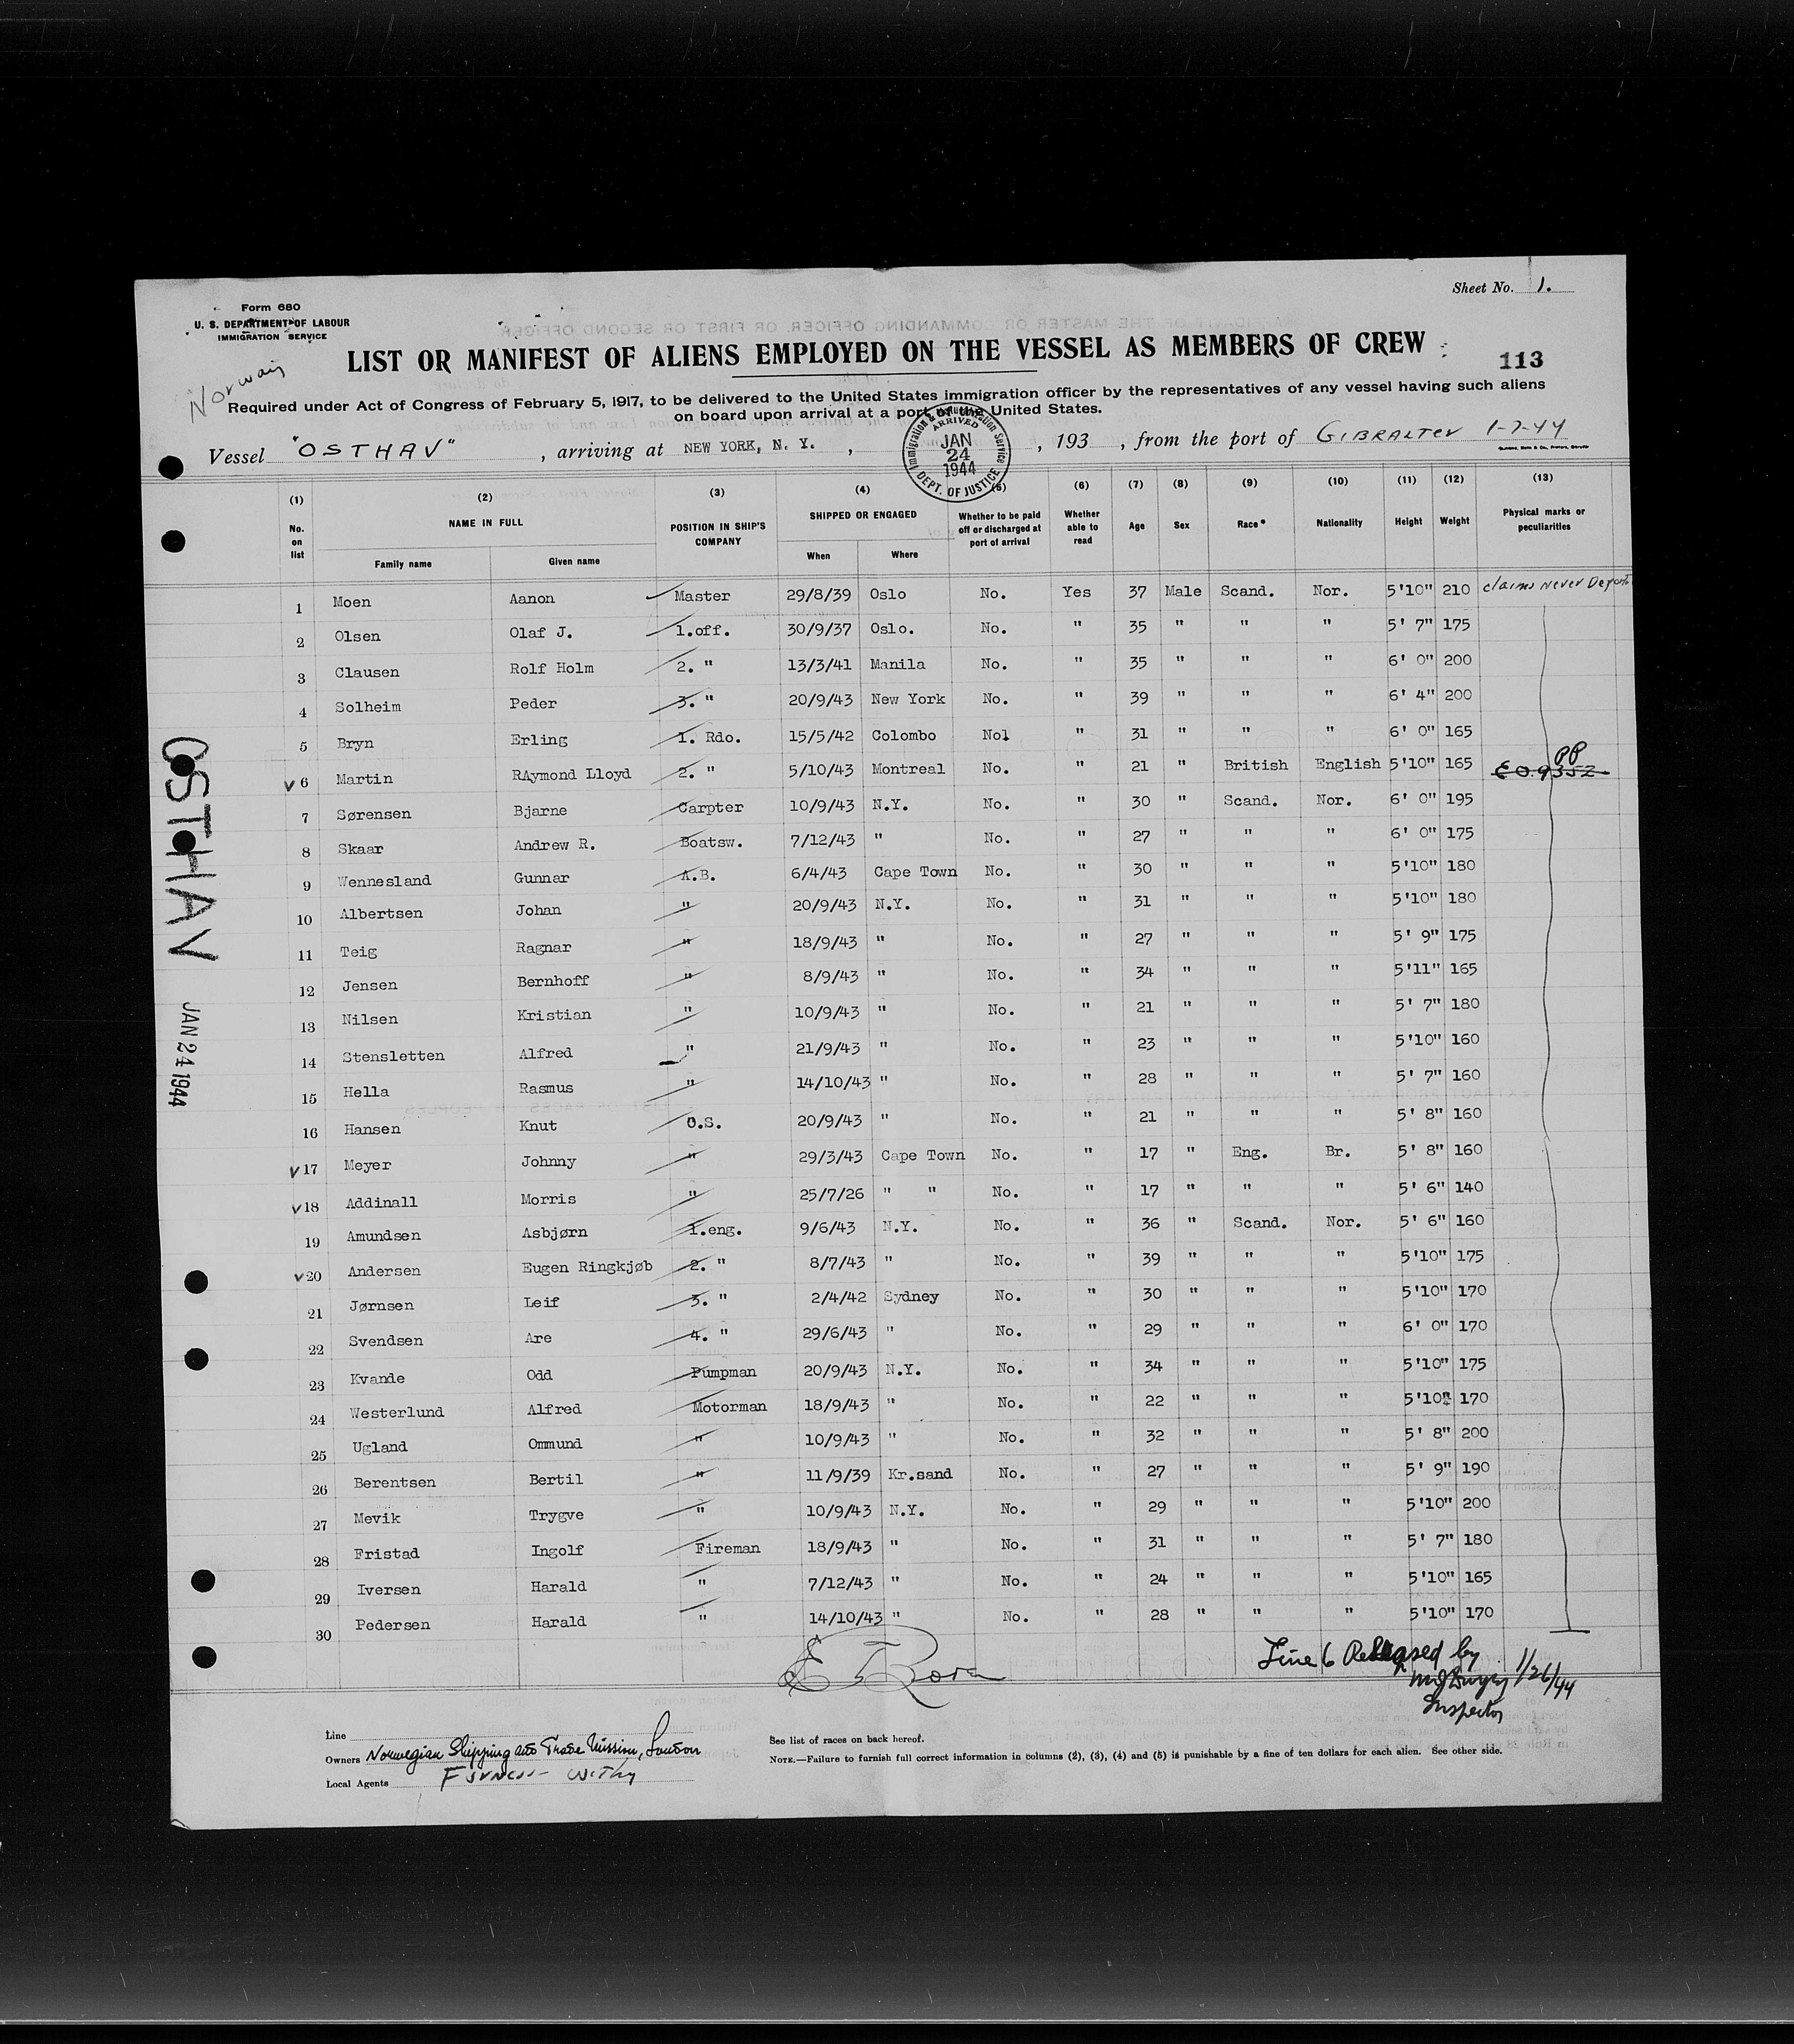 Sheet No. 1.
Form 680
U. S. DEPARTMENT OF LABOUR
IMMIGRATION SERVICE
Norway
LIST OR MANIFEST OF ALIENS EMPLOYED ON THE VESSEL AS MEMBERS OF CREW
113
Required under Act of Congress of February 5, 1917, to be delivered to the United States immigration officer by the representatives of any vessel having such aliens
on board upon arrival at a port of the United States.
Vessel "OSTHAV", arriving at NEW YORK, N. Y., , 193 , from the port of GIBRALTER 1-7-44
Immigration & Naturalization Service
ARRIVED
JAN
24
1944
DEPT. OF JUSTICE
(1) (2) (3) (4) (5) (6) (7) (8) (9) (10) (11) (12) (13)
No. on list NAME IN FULL POSITION IN SHIP'S COMPANY SHIPPED OR ENGAGED Whether to be paid off or discharged at port of arrival Whether able to read Age Sex Race* Nationality Height Weight Physical marks or peculiarities
Family name Given name When Where
1 Moen Aanon Master 29/8/39 Oslo No. Yes 37 Male Scand. Nor. 5'10" 210 claims Never Deport
2 Olsen Olaf J. 1.off. 30/9/37 Oslo. No. " 35 " " " 5' 7" 175
3 Clausen Rolf Holm 2. " 13/3/41 Manila No. " 35 " " " 6' 0" 200
4 Solheim Peder 3. " 20/9/43 New York No. " 39 " " " 6' 4" 200
5 Bryn Erling 1. Rdo. 15/5/42 Colombo No1 " 31 " " " 6' 0" 165
v 6 Martin RAymond Lloyd 2. " 5/10/43 Montreal No. " 21 " British English 5'10" 165 EO.9352 PP
7 Sørensen Bjarne Carpter 10/9/43 N.Y. No. " 30 " Scand. Nor. 6' 0" 195
8 Skaar Andrew R. Boatsw. 7/12/43 " No. " 27 " " " 6' 0" 175
9 Wennesland Gunnar A.B. 6/4/43 Cape Town No. " 30 " " " 5'10" 180
10 Albertsen Johan " 20/9/43 N.Y. No. " 31 " " " 5'10" 180
11 Teig Ragnar " 18/9/43 " No. " 27 " " " 5' 9" 175
12 Jensen Bernhoff " 8/9/43 " No. " 34 " " " 5'11" 165
13 Nilsen Kristian " 10/9/43 " No. " 21 " " " 5' 7" 180
14 Stensletten Alfred " 21/9/43 " No. " 23 " " " 5'10" 160
15 Hella Rasmus " 14/10/43 " No. " 28 " " " 5' 7" 160
16 Hansen Knut O.S. 20/9/43 " No. " 21 " " " 5' 8" 160
v 17 Meyer Johnny " 29/3/43 Cape Town No. " 17 " Eng. Br. 5' 8" 160
v 18 Addinall Morris " 25/7/26 " " No. " 17 " " " 5' 6" 140
19 Amundsen Asbjørn 1.eng. 9/6/43 N.Y. No. " 36 " Scand. Nor. 5' 6" 160
v 20 Andersen Eugen Ringkjøb 2. " 8/7/43 " No. " 39 " " " 5'10" 175
21 Jørnsen Leif 3. " 2/4/42 Sydney No. " 30 " " " 5'10" 170
22 Svendsen Are 4. " 29/6/43 " No. " 29 " " " 6' 0" 170
23 Kvande Odd Pumpman 20/9/43 N.Y. No. " 34 " " " 5'10" 175
24 Westerlund Alfred Motorman 18/9/43 " No. " 22 " " " 5'10" 170
25 Ugland Ommund " 10/9/43 " No. " 32 " " " 5' 8" 200
26 Berentsen Bertil " 11/9/39 Kr.sand No. " 27 " " " 5' 9" 190
27 Mevik Trygve " 10/9/43 N.Y. No. " 29 " " " 5'10" 200
28 Fristad Ingolf Fireman 18/9/43 " No. " 31 " " " 5' 7" 180
29 Iversen Harald " 7/12/43 " No. " 24 " " " 5'10" 165
30 Pedersen Harald " 14/10/43 " No. " 28 " " " 5'10" 170
OSTHAV
JAN 24 1944
Line 6 Released by
1/26/44
Inspector
Line
Owners Norwegian Shipping and Trade Mission, London
Local Agents Furness Withy
See list of races on back hereof.
NOTE.—Failure to furnish full correct information in columns (2), (3), (4) and (5) is punishable by a fine of ten dollars for each alien. See other side.